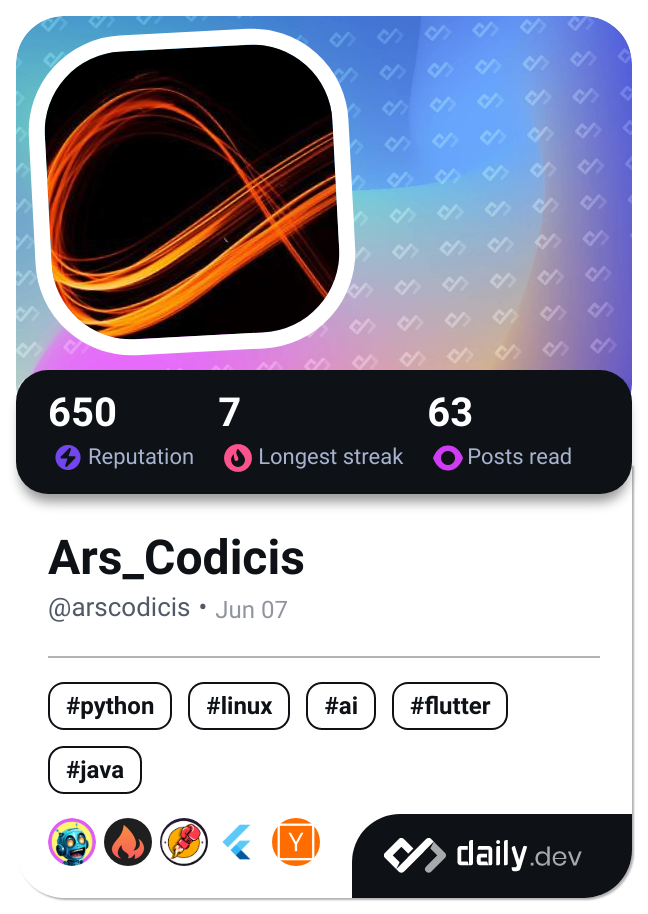 650 7 63
Reputation Longest streak Posts read
Ars_Codicis
@arscodicis • Jun 07
#python #linux #ai #flutter
#java
Y
daily.dev